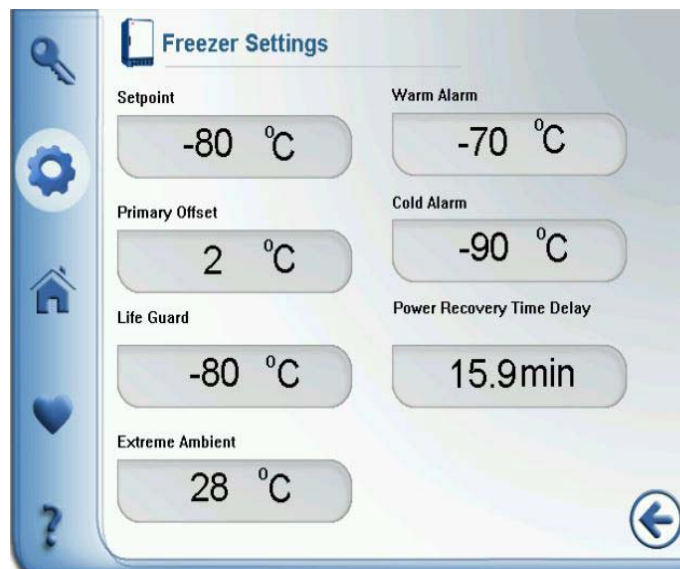 Freezer Settings
Setpoint
-80 °C
Primary Offset
2 °C
Life Guard
-80 °C
Extreme Ambient
28 °C
Warm Alarm
-70 °C
Cold Alarm
-90 °C
Power Recovery Time Delay
15.9min
?